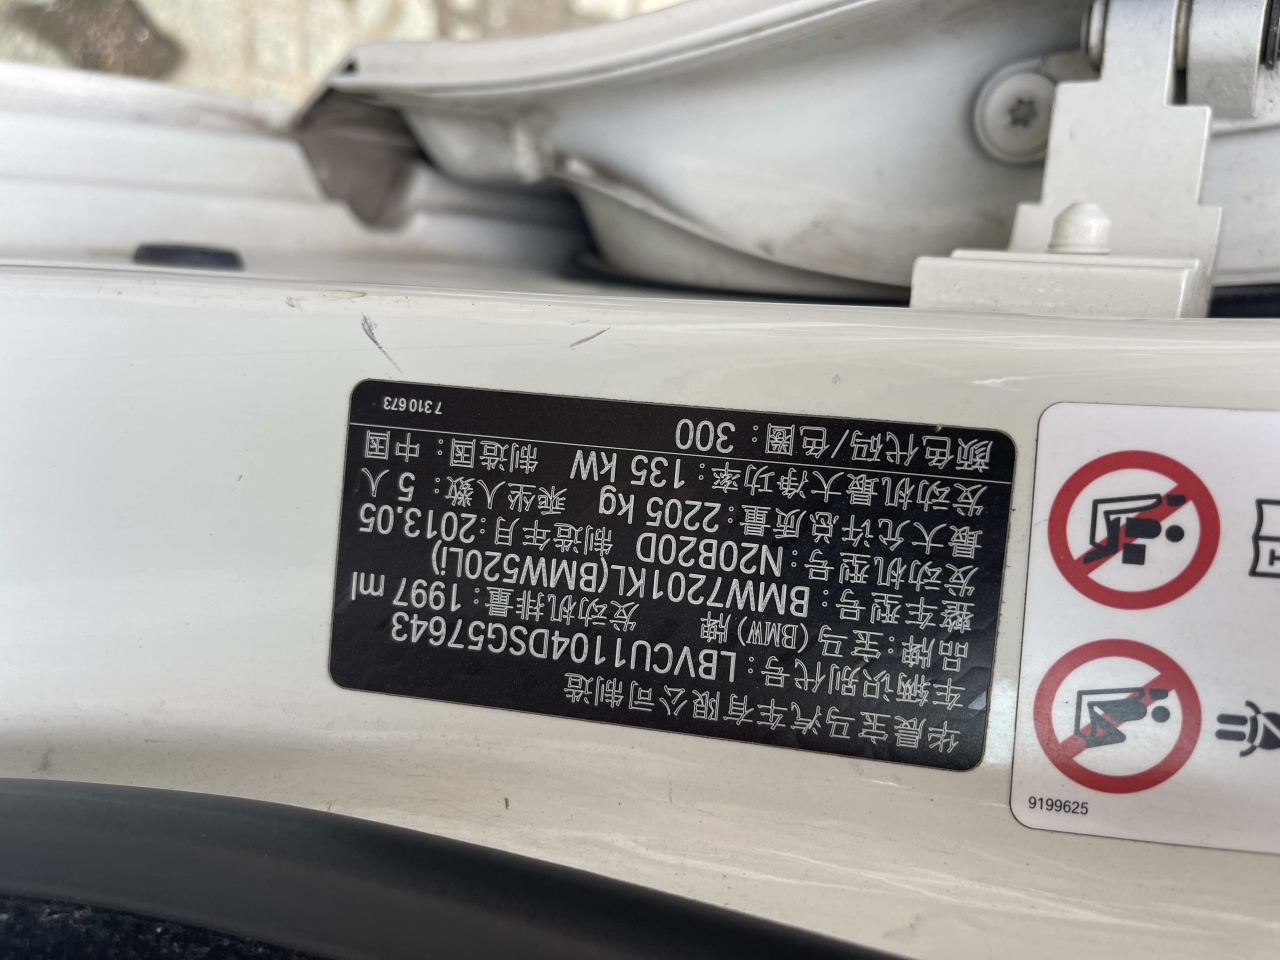 华晨宝马汽车有限公司制造
车辆识别代号：LBVCU1104DSG57643
品牌：宝马（BMW）牌 发动机排量：1997 ml
整车型号：BMW7201KL(BMW520Li)
发动机型号：N20B20D 制造年月：2013.05
最大允许总质量：2205 kg 乘坐人数：5 人
发动机最大净功率：135 kW 制造国：中国
颜色代码/色圈：300
7310673
9199625